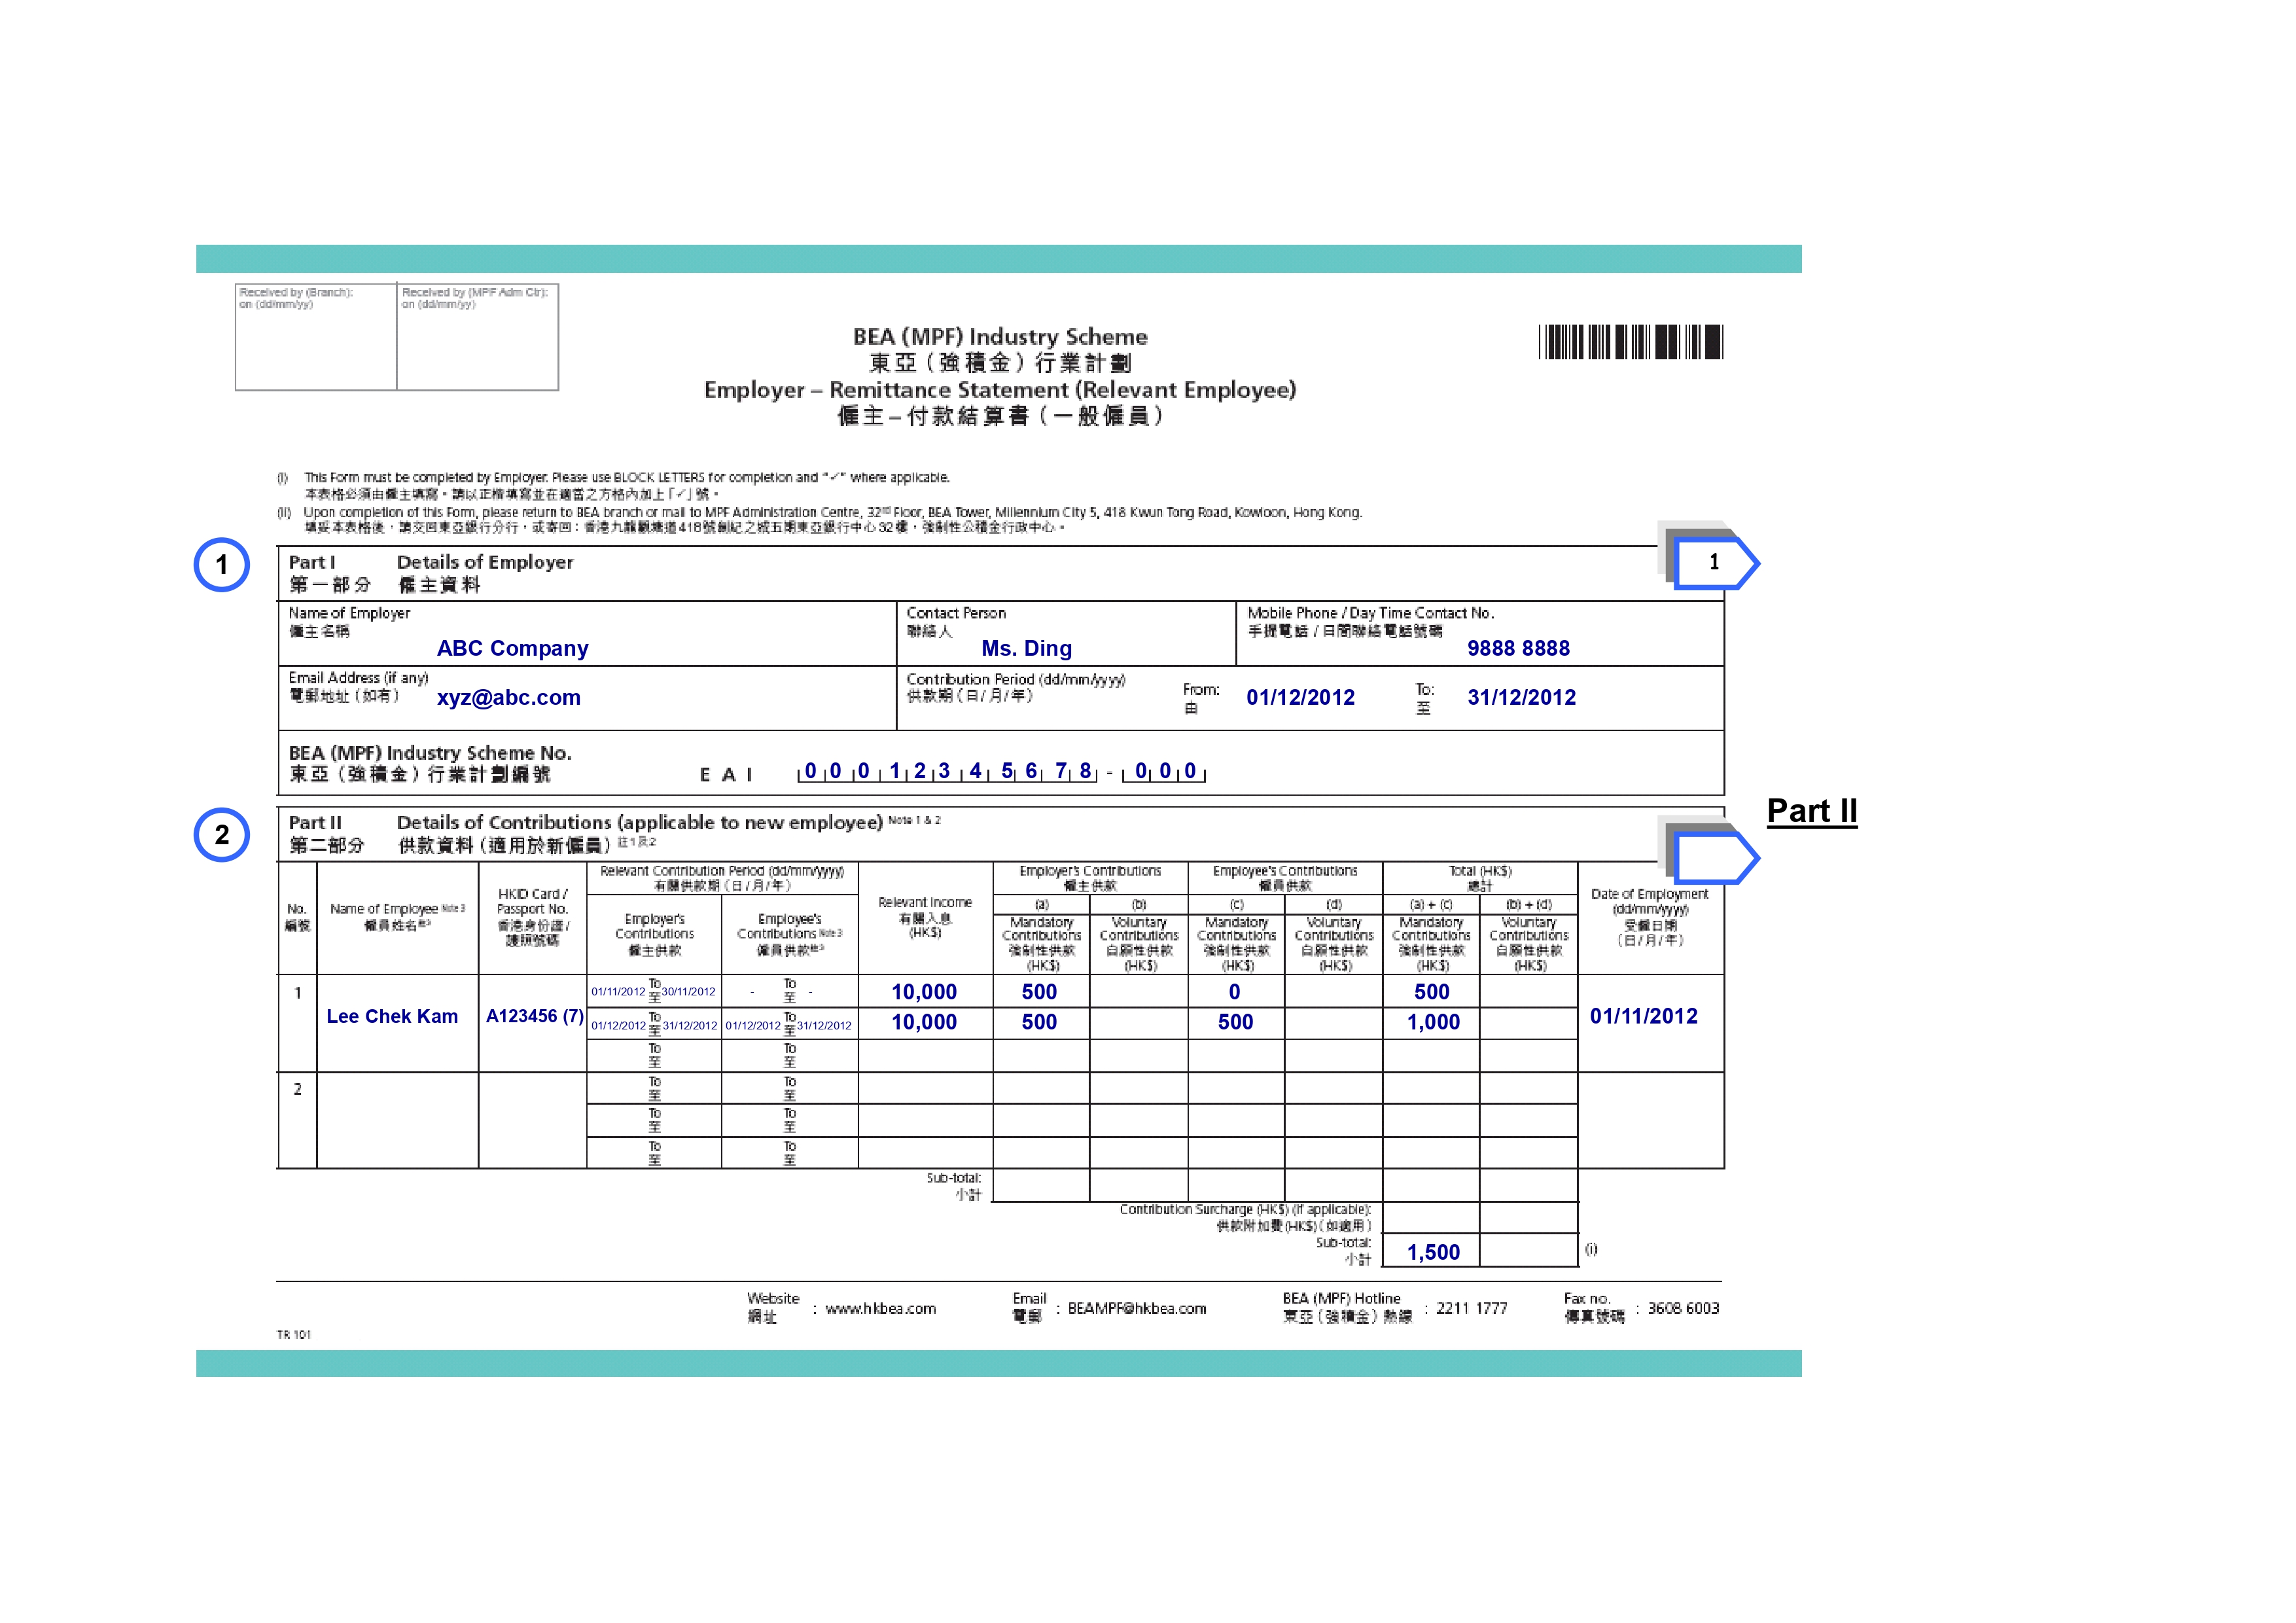 Received by (Branch):
on (dd/mm/yy)
Received by (MPF Adm Ctr):
on (dd/mm/yy)
BEA (MPF) Industry Scheme
東亞（強積金）行業計劃
Employer – Remittance Statement (Relevant Employee)
僱主–付款結算書（一般僱員）
(i) This Form must be completed by Employer. Please use BLOCK LETTERS for completion and “✓” where applicable.
本表格必須由僱主填寫。請以正楷填寫並在適當之方格內加上「✓」號。
(ii) Upon completion of this Form, please return to BEA branch or mail to MPF Administration Centre, 32nd Floor, BEA Tower, Millennium City 5, 418 Kwun Tong Road, Kowloon, Hong Kong.
填妥本表格後，請交回東亞銀行分行，或寄回：香港九龍觀塘道418號創紀之城五期東亞銀行中心32樓，強制性公積金行政中心。
1
Part I Details of Employer
第一部分 僱主資料
1
Name of Employer
僱主名稱
ABC Company
Contact Person
聯絡人
Ms. Ding
Mobile Phone / Day Time Contact No.
手提電話 / 日間聯絡電話號碼
9888 8888
Email Address (if any)
電郵地址（如有）
xyz@abc.com
Contribution Period (dd/mm/yyyy)
供款期（日/月/年）
From:
由
01/12/2012
To:
至
31/12/2012
BEA (MPF) Industry Scheme No.
東亞（強積金）行業計劃編號
E A I 0 0 0 1 2 3 4 5 6 7 8 - 0 0 0
Part II
2
Part II Details of Contributions (applicable to new employee) Note 1 & 2
第二部分 供款資料（適用於新僱員）註1及2
No.
編號
Name of Employee Note 3
僱員姓名註3
HKID Card /
Passport No.
香港身份證 /
護照號碼
Relevant Contribution Period (dd/mm/yyyy)
有關供款期（日/月/年）
Employer's
Contributions
僱主供款
Employee's
Contributions Note 3
僱員供款註3
Relevant Income
有關入息
(HK$)
Employer's Contributions
僱主供款
(a)
Mandatory
Contributions
強制性供款
(HK$)
(b)
Voluntary
Contributions
自願性供款
(HK$)
Employee's Contributions
僱員供款
(c)
Mandatory
Contributions
強制性供款
(HK$)
(d)
Voluntary
Contributions
自願性供款
(HK$)
Total (HK$)
總計
(a) + (c)
Mandatory
Contributions
強制性供款
(HK$)
(b) + (d)
Voluntary
Contributions
自願性供款
(HK$)
Date of Employment
(dd/mm/yyyy)
受僱日期
（日/月/年）
1
Lee Chek Kam
A123456 (7)
01/11/2012 To 至 30/11/2012 - To 至 - 10,000 500 0 500
01/12/2012 To 至 31/12/2012 01/12/2012 To 至 31/12/2012 10,000 500 500 1,000
01/11/2012
To 至 To 至
2
To 至 To 至
To 至 To 至
To 至 To 至
Sub-total:
小計
Contribution Surcharge (HK$) (if applicable):
供款附加費(HK$)（如適用）
Sub-total:
小計
1,500
(i)
Website
網址 : www.hkbea.com
Email
電郵 : BEAMPF@hkbea.com
BEA (MPF) Hotline
東亞（強積金）熱線 : 2211 1777
Fax no.
傳真號碼 : 3608 6003
TR 101